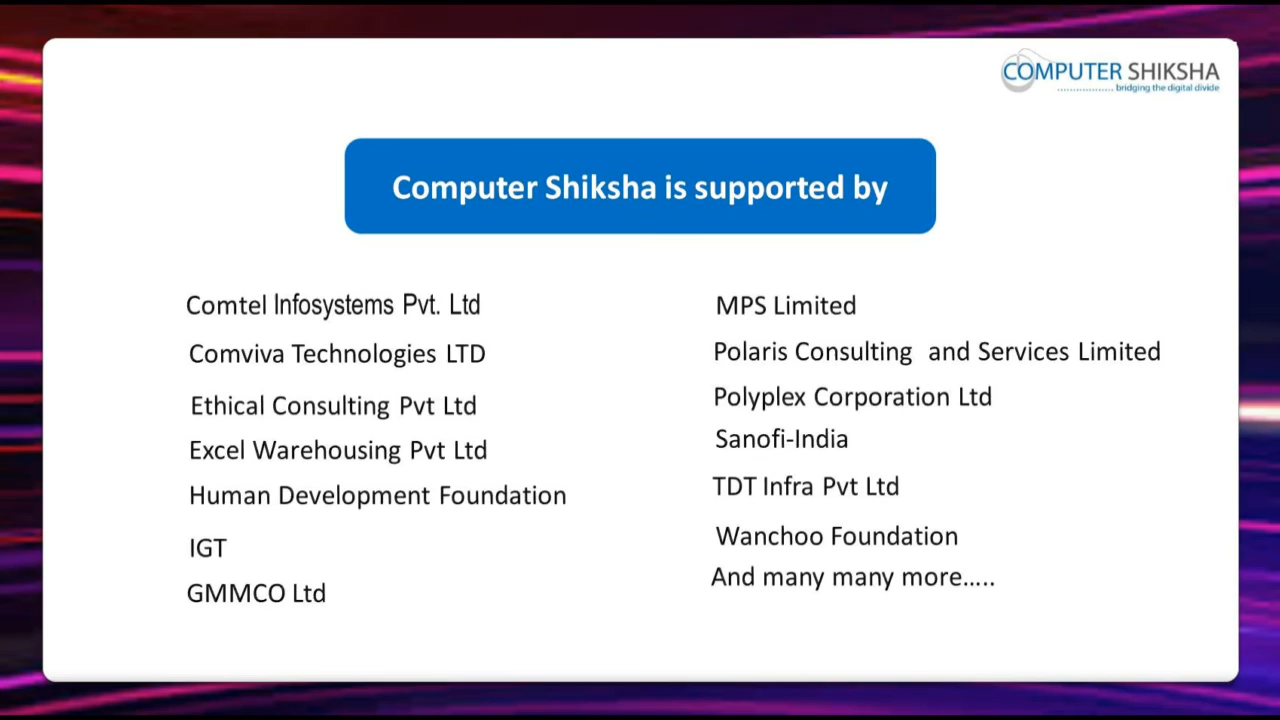 COMPUTER SHIKSHA
bridging the digital divide
Computer Shiksha is supported by
Comtel Infosystems Pvt. Ltd
Comviva Technologies LTD
Ethical Consulting Pvt Ltd
Excel Warehousing Pvt Ltd
Human Development Foundation
IGT
GMMCO Ltd
MPS Limited
Polaris Consulting and Services Limited
Polyplex Corporation Ltd
Sanofi-India
TDT Infra Pvt Ltd
Wanchoo Foundation
And many many more.....